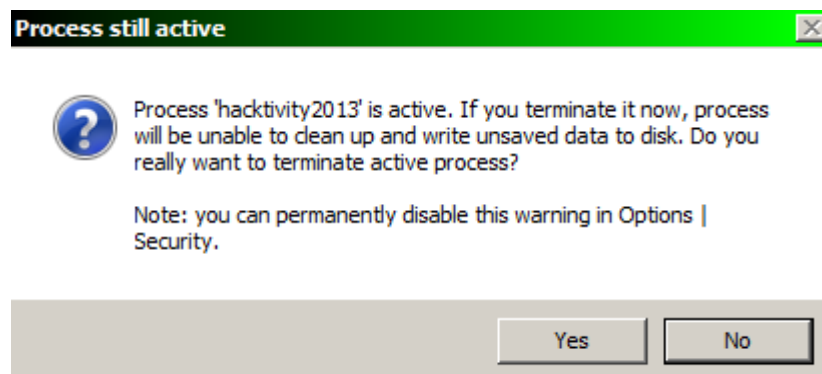 Process still active
Process 'hacktivity2013' is active. If you terminate it now, process
will be unable to clean up and write unsaved data to disk. Do you
really want to terminate active process?
Note: you can permanently disable this warning in Options |
Security.
Yes
No